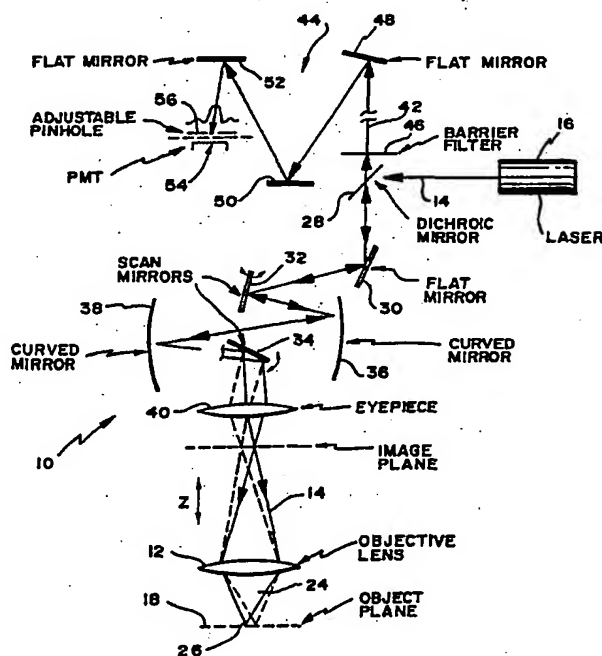 44
48
FLAT MIRROR
52
FLAT MIRROR
56
42
ADJUSTABLE
PINHOLE
46
BARRIER
FILTER
16
PMT
54
50
28
14
DICHROIC
MIRROR
LASER
SCAN
MIRRORS
32
FLAT
MIRROR
30
38
34
CURVED
MIRROR
36
CURVED
MIRROR
40
EYEPIECE
10
IMAGE
PLANE
Z
14
12
OBJECTIVE
LENS
24
18
OBJECT
PLANE
26